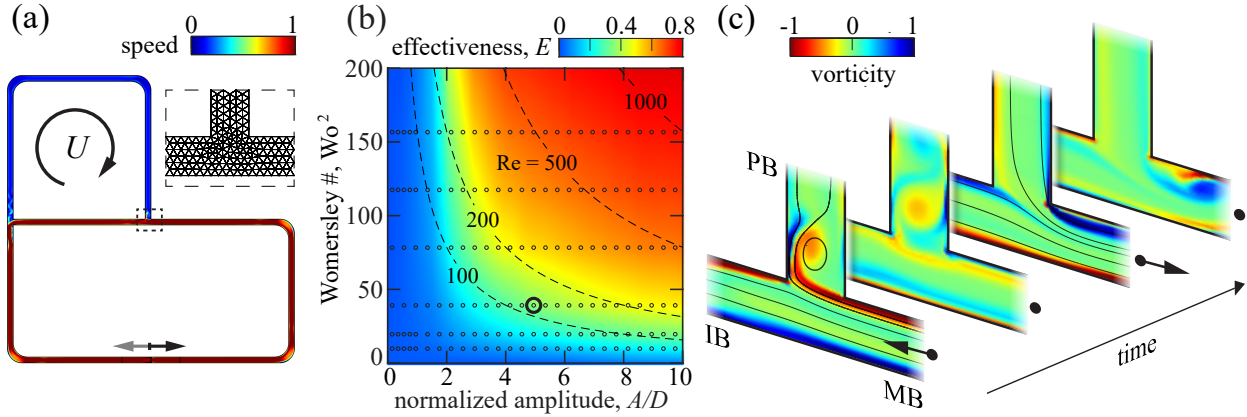 (a)
speed
0 1
U
(b)
effectiveness, E
0 0.4 0.8
Womersley #, Wo²
200
150
100
50
0
Re = 500
1000
200
100
0 2 4 6 8 10
normalized amplitude, A/D
(c)
-1 0 1
vorticity
PB
IB
MB
time